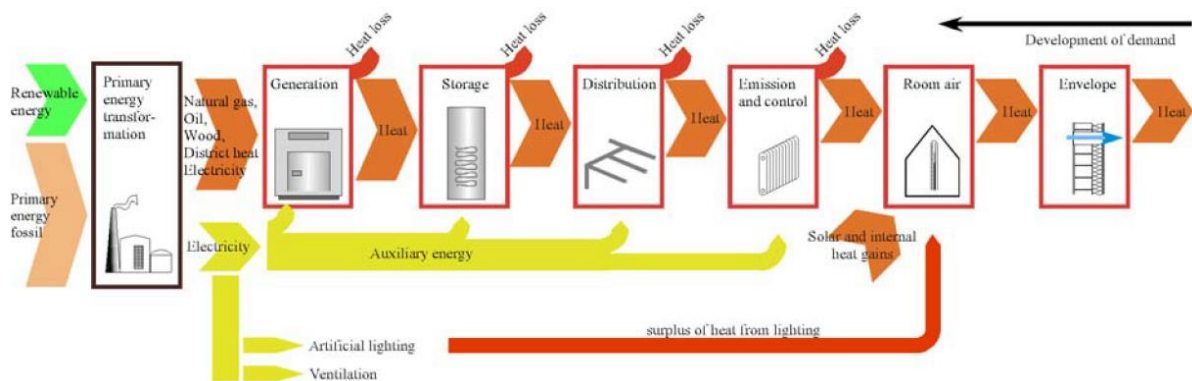 Heat loss
Heat loss
Heat loss
Heat loss
Development of demand
Renewable
energy
Primary
energy
transfor-
mation
Natural gas,
Oil,
Wood,
District heat
Electricity
Generation
Heat
Storage
Heat
Distribution
Heat
Emission
and control
Heat
Room air
Heat
Envelope
Heat
Primary
energy
fossil
Electricity
Auxiliary energy
Solar and internal
heat gains
surplus of heat from lighting
Artificial lighting
Ventilation